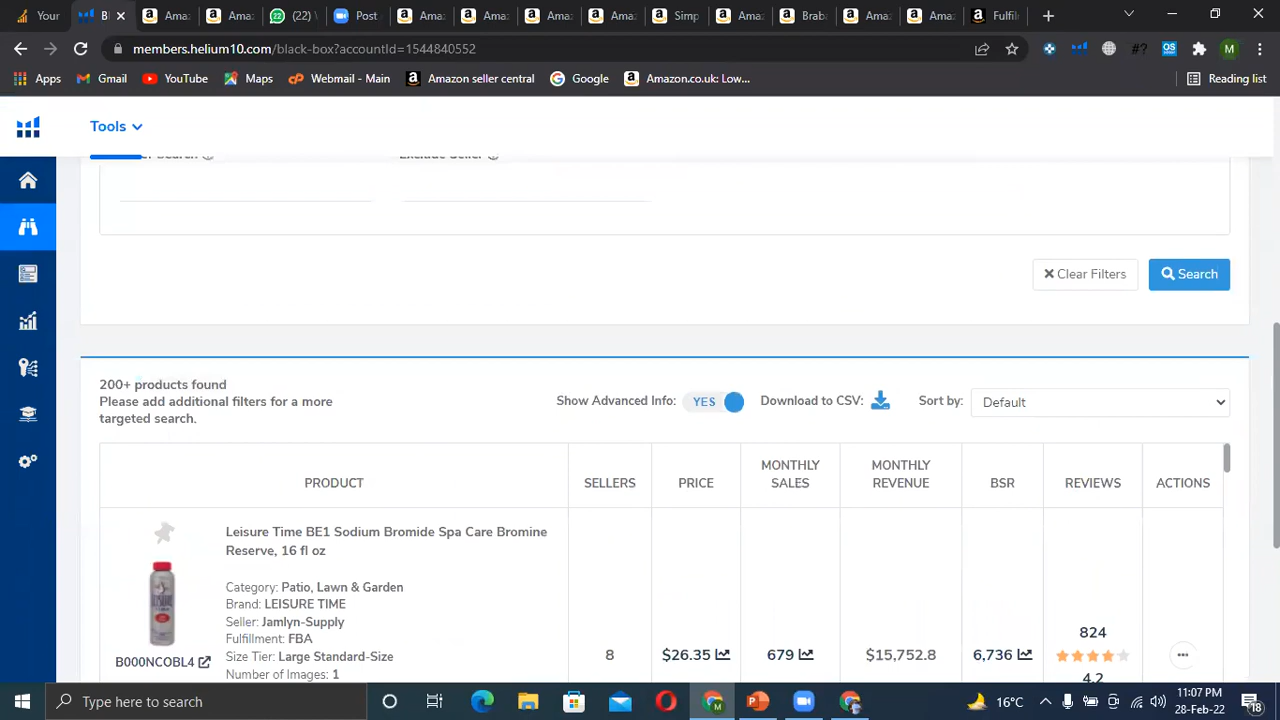 Your
B
Ama
Ama
(22)
Post
Ama
Ama
Ama
Ama
Simp
Ama
Brab
Ama
Ama
Fulfin
members.helium10.com/black-box?accountId=1544840552
M
Apps
Gmail
YouTube
Maps
Webmail - Main
Amazon seller central
Google
Amazon.co.uk: Low...
Reading list
Tools
Exclude Seller
Clear Filters
Search
200+ products found
Please add additional filters for a more
targeted search.
Show Advanced Info: YES
Download to CSV:
Sort by: Default
PRODUCT
SELLERS
PRICE
MONTHLY
SALES
MONTHLY
REVENUE
BSR
REVIEWS
ACTIONS
Leisure Time BE1 Sodium Bromide Spa Care Bromine
Reserve, 16 fl oz
Category: Patio, Lawn & Garden
Brand: LEISURE TIME
Seller: Jamlyn-Supply
Fulfillment: FBA
Size Tier: Large Standard-Size
Number of Images: 1
B000NCOBL4
8
$26.35
679
$15,752.8
6,736
824
4.2
Type here to search
16°C
11:07 PM
28-Feb-22
18